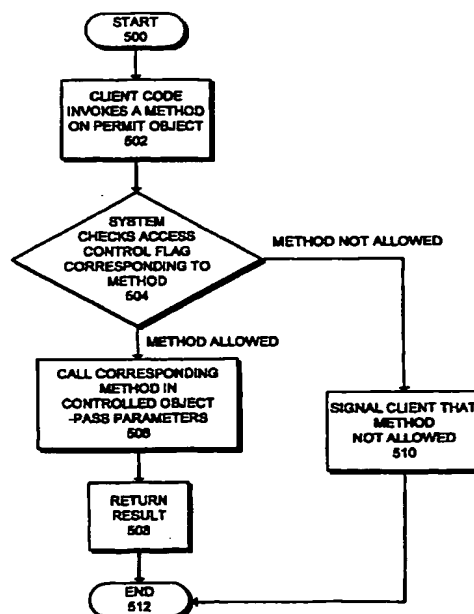 START
500
CLIENT CODE
INVOKES A METHOD
ON PERMIT OBJECT
502
SYSTEM
CHECKS ACCESS
CONTROL FLAG
CORRESPONDING TO
METHOD
504
METHOD NOT ALLOWED
METHOD ALLOWED
CALL CORRESPONDING
METHOD IN
CONTROLLED OBJECT
-PASS PARAMETERS
506
SIGNAL CLIENT THAT
METHOD
NOT ALLOWED
510
RETURN
RESULT
508
END
512